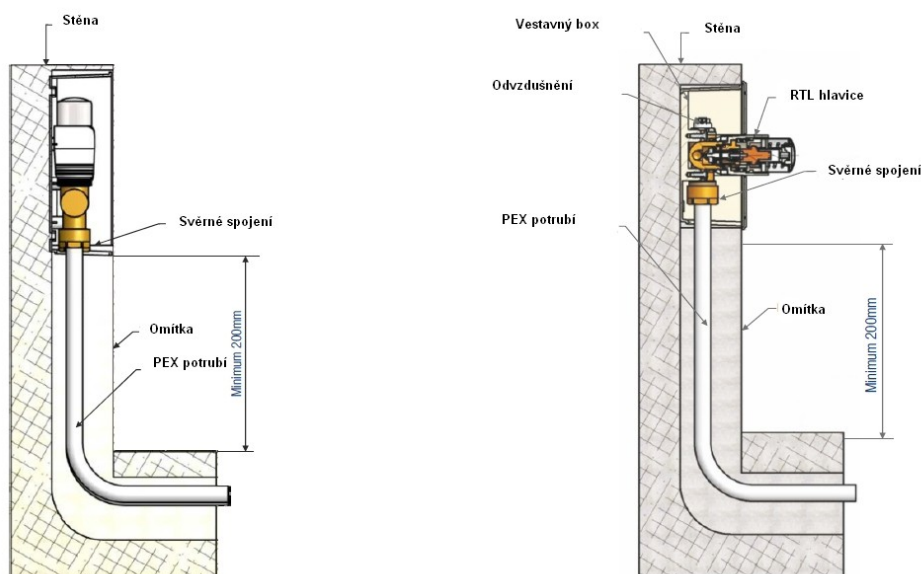 Stěna
Svěrné spojení
Omítka
PEX potrubí
Minimum 200mm
Vestavný box
Stěna
Odvzdušnění
RTL hlavice
Svěrné spojení
PEX potrubí
Omítka
Minimum 200mm